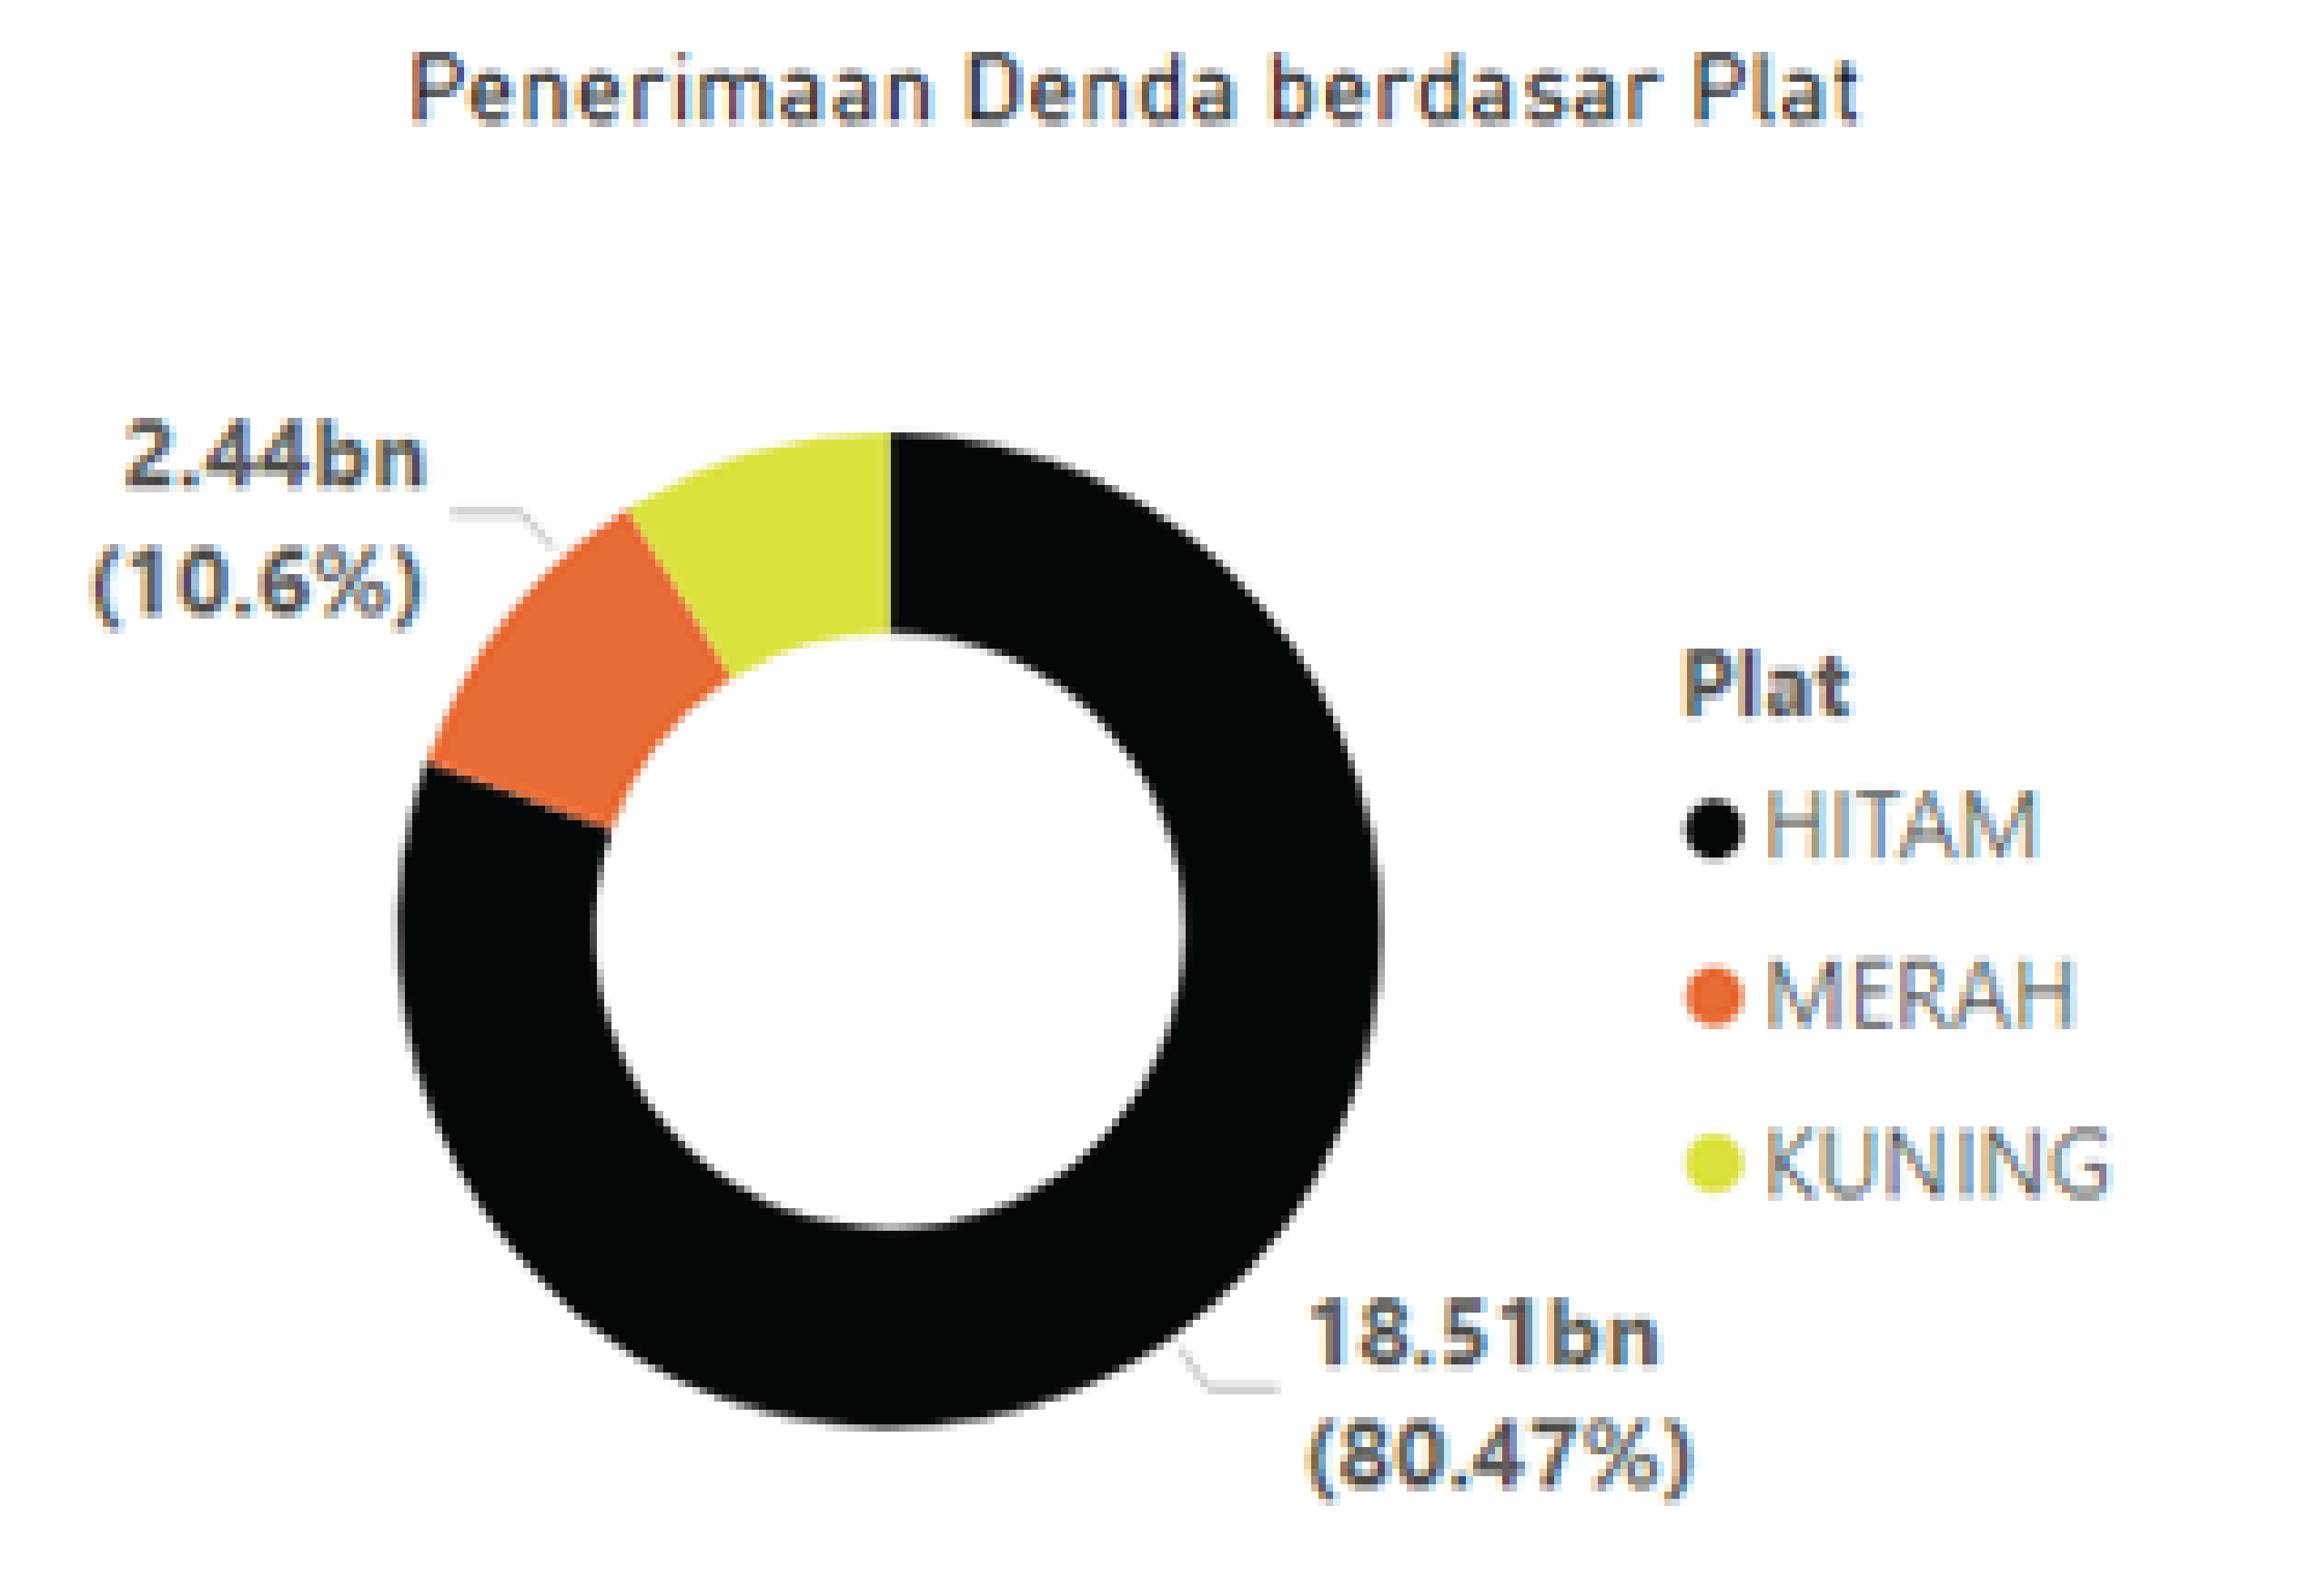 Penerimaan Denda berdasar Plat
2.44bn
(10.6%)
Plat
HITAM
MERAH
KUNING
18.51bn
(80.47%)